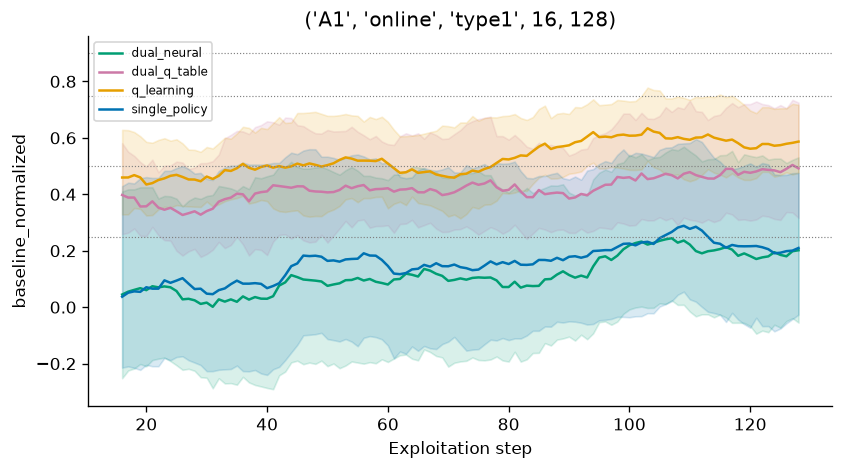 ('A1', 'online', 'type1', 16, 128)
dual_neural
dual_q_table
q_learning
single_policy
baseline_normalized
0.8
0.6
0.4
0.2
0.0
−0.2
20 40 60 80 100 120
Exploitation step